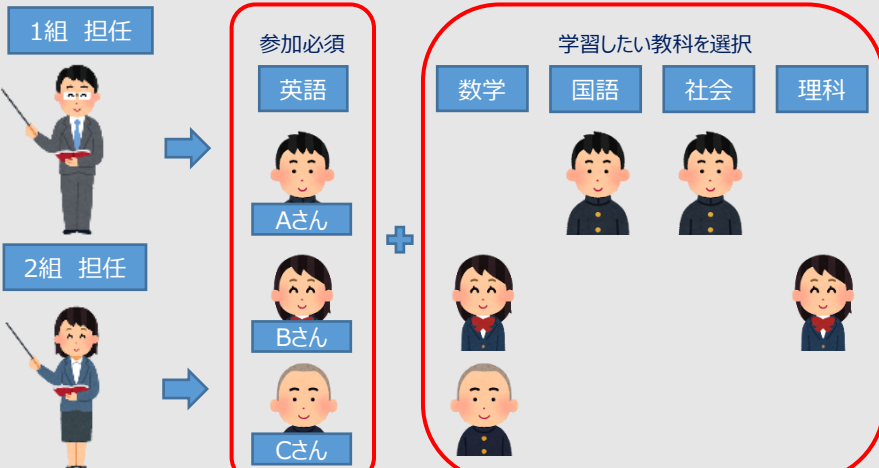 1組 担任
参加必須
学習したい教科を選択
英語
数学
国語
社会
理科
Aさん
2組 担任
Bさん
Cさん